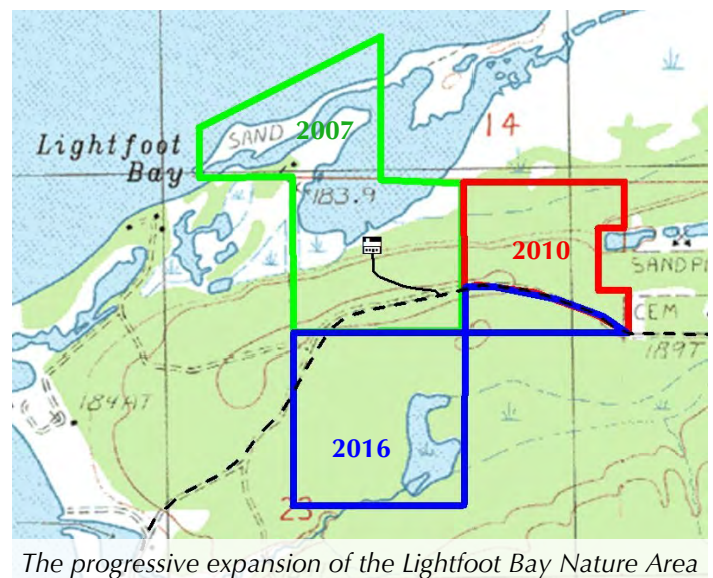 SAND 2007
14
Lightfoot
Bay
183.9
2010
SANDPI
CEM
189T
184AT
2016
23
The progressive expansion of the Lightfoot Bay Nature Area